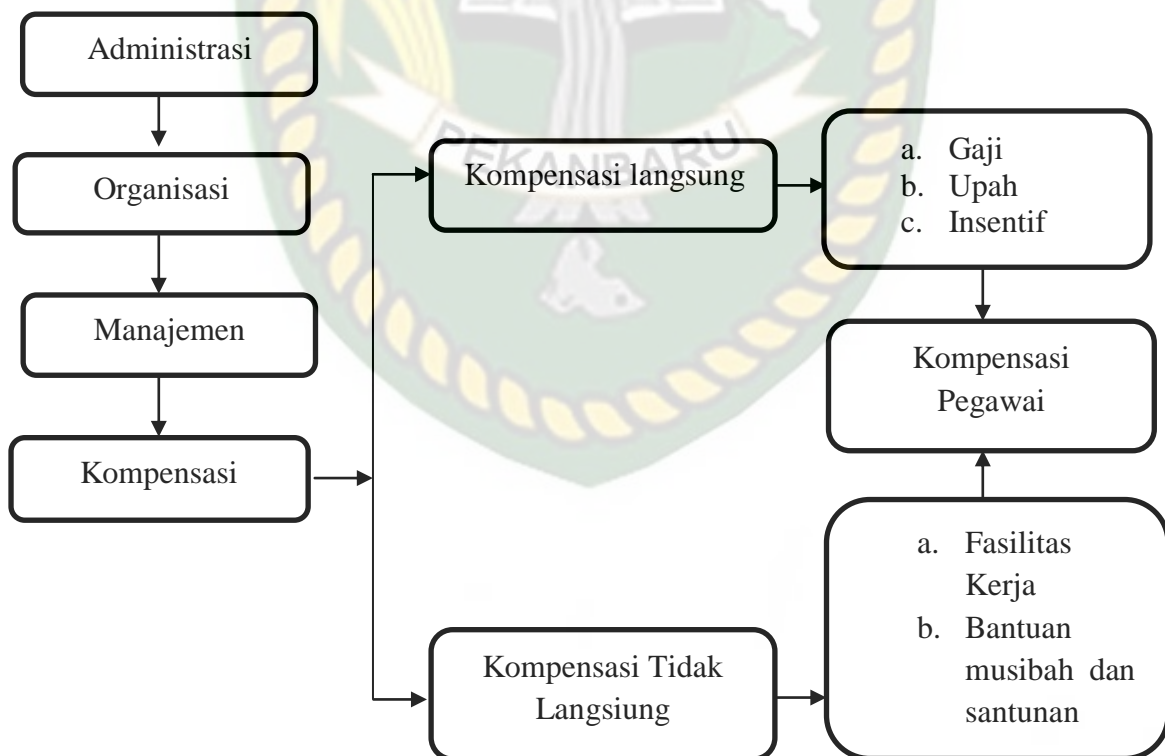 Administrasi
Organisasi
Manajemen
Kompensasi
PEKANBARU
Kompensasi langsung
a. Gaji
b. Upah
c. Insentif
Kompensasi
Pegawai
Kompensasi Tidak
Langsiung
a. Fasilitas
Kerja
b. Bantuan
musibah dan
santunan